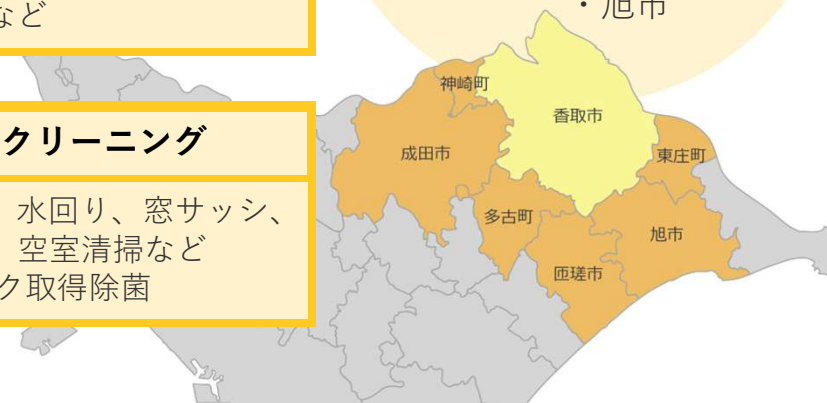 など
・旭市
クリーニング
水回り、窓サッシ、
空室清掃など
ク取得除菌
神崎町
香取市
成田市
東庄町
多古町
旭市
匝瑳市